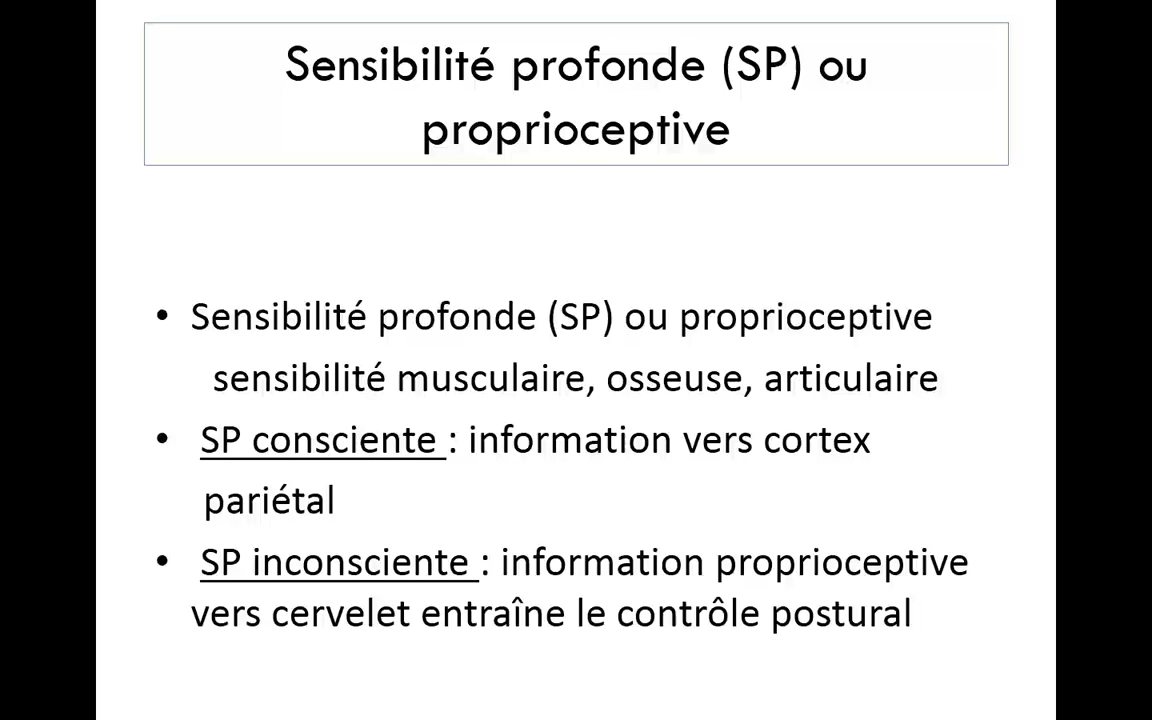 Sensibilité profonde (SP) ou
proprioceptive
• Sensibilité profonde (SP) ou proprioceptive
sensibilité musculaire, osseuse, articulaire
• SP consciente : information vers cortex
pariétal
• SP inconsciente : information proprioceptive
vers cervelet entraîne le contrôle postural